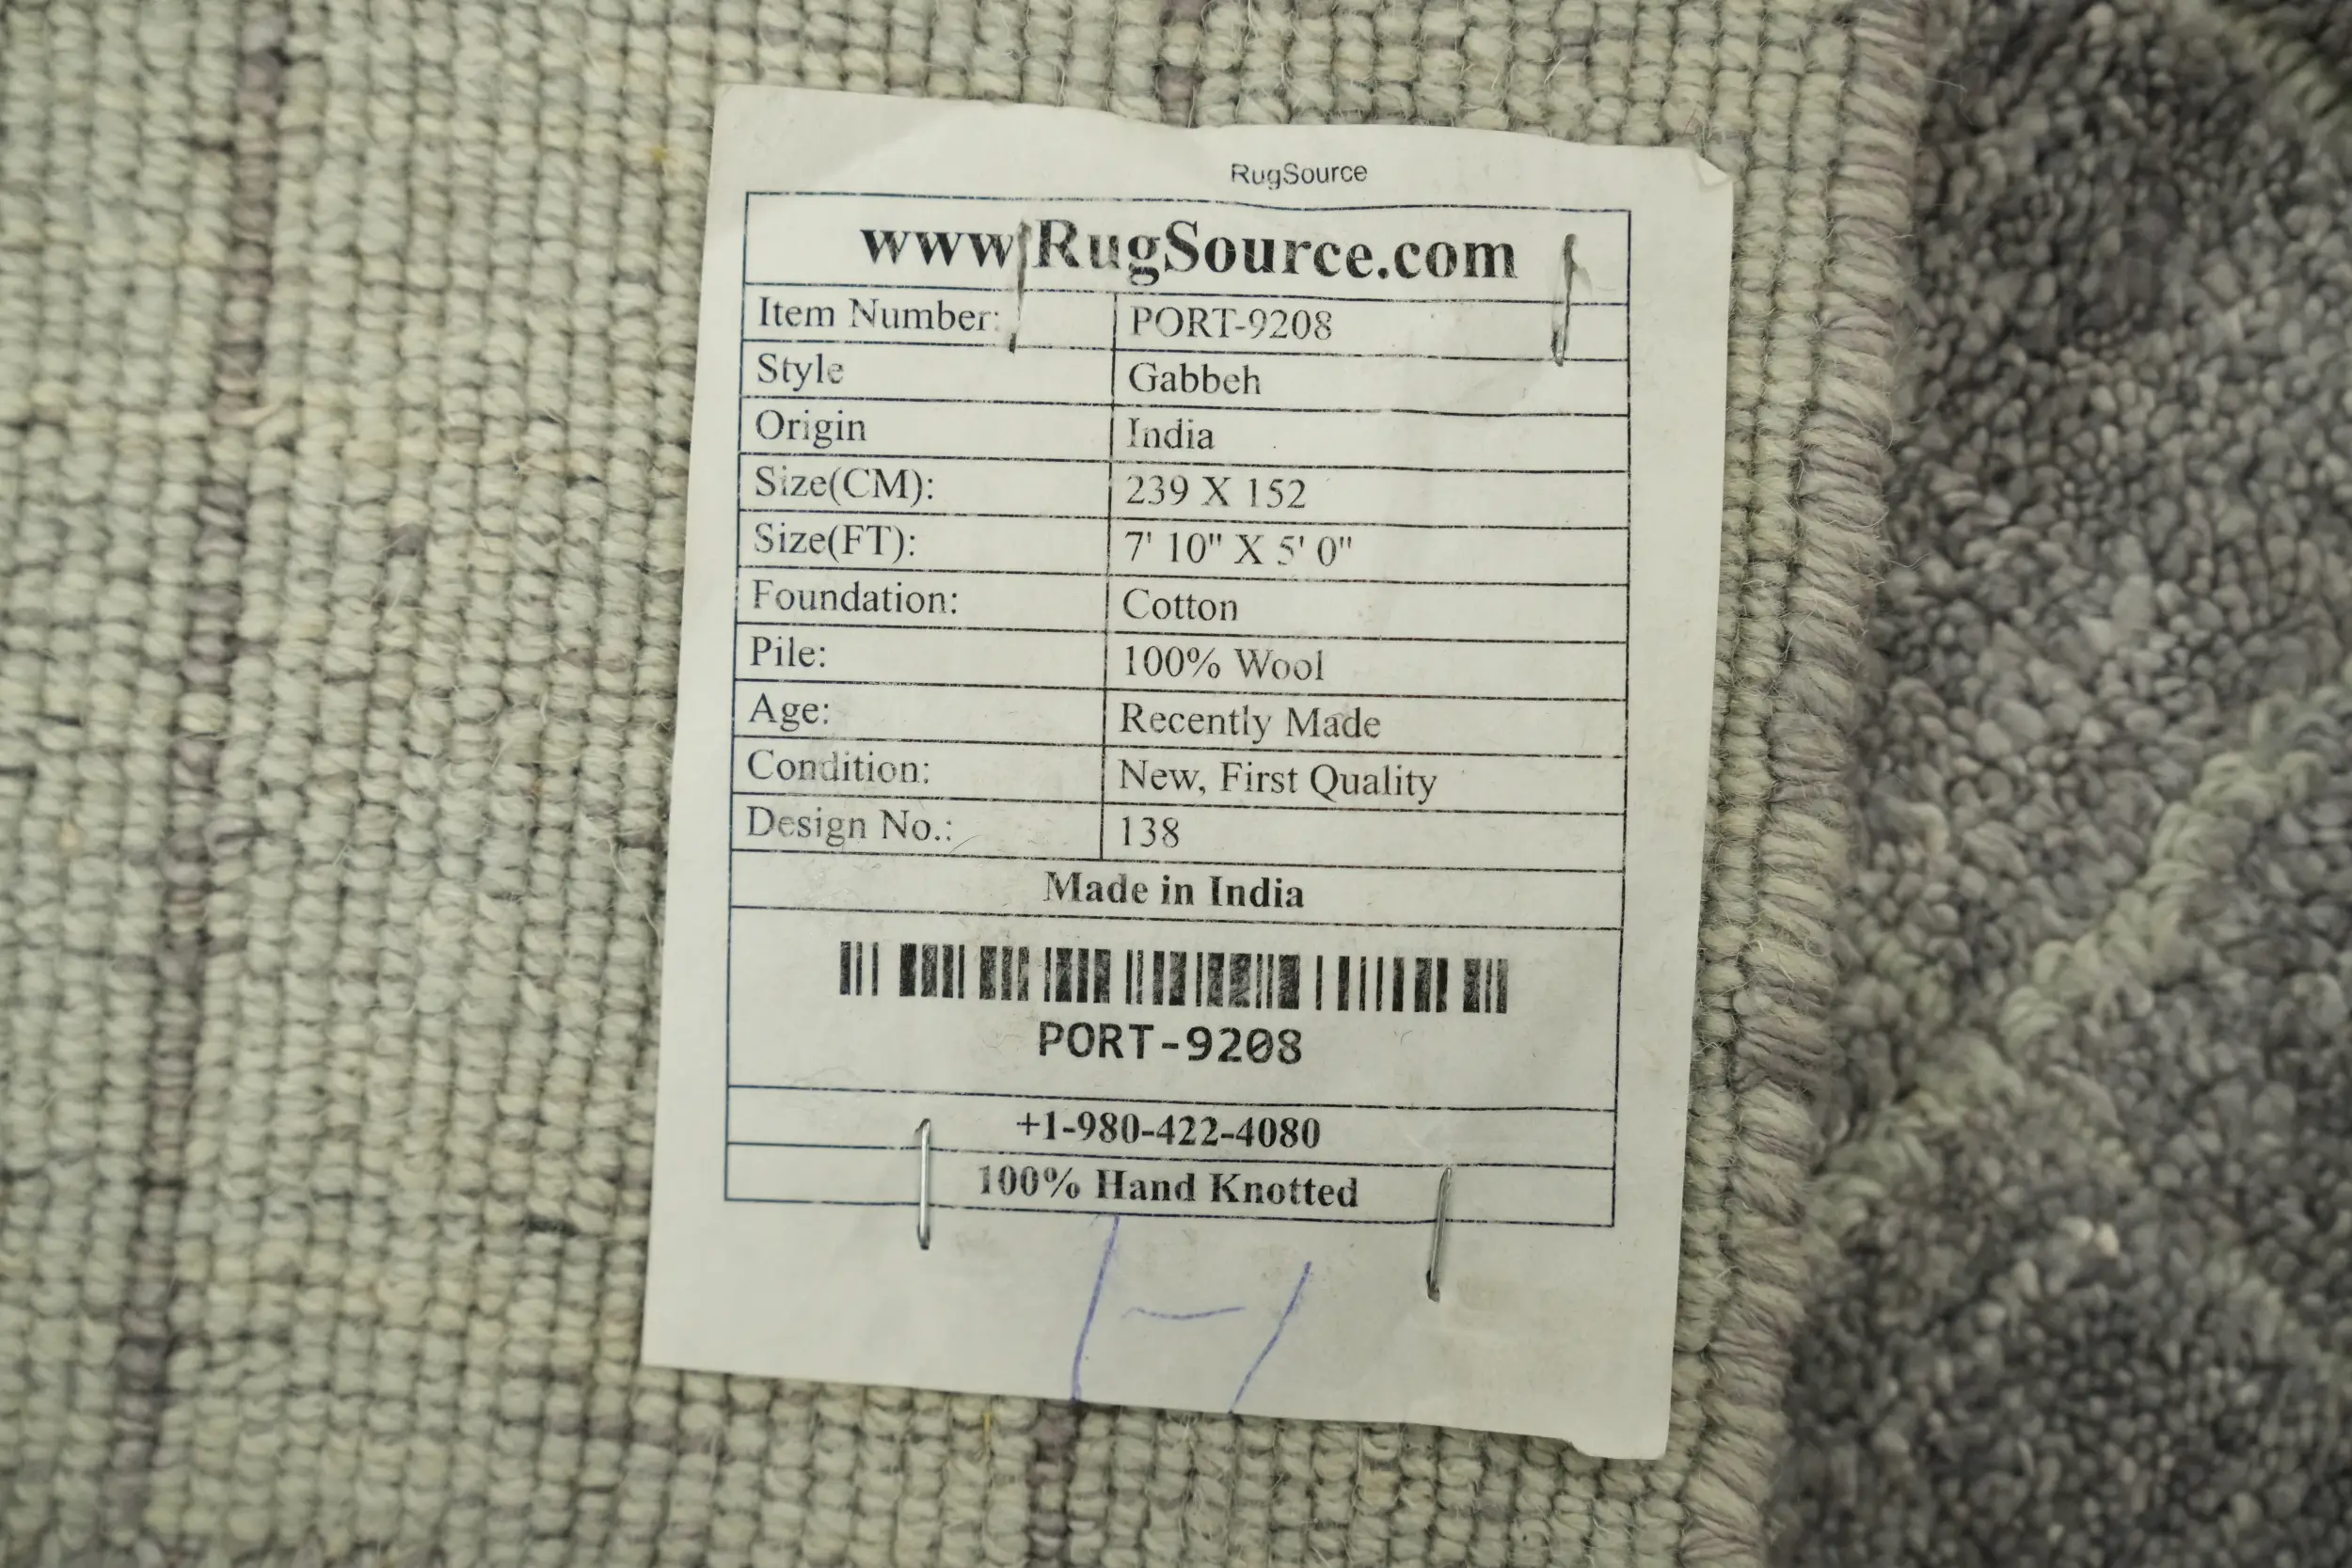 RugSource
www.RugSource.com
Item Number: PORT-9208
Style Gabbeh
Origin India
Size(CM): 239 X 152
Size(FT): 7' 10" X 5' 0"
Foundation: Cotton
Pile: 100% Wool
Age: Recently Made
Condition: New, First Quality
Design No.: 138
Made in India
PORT-9208
+1-980-422-4080
100% Hand Knotted
1-1